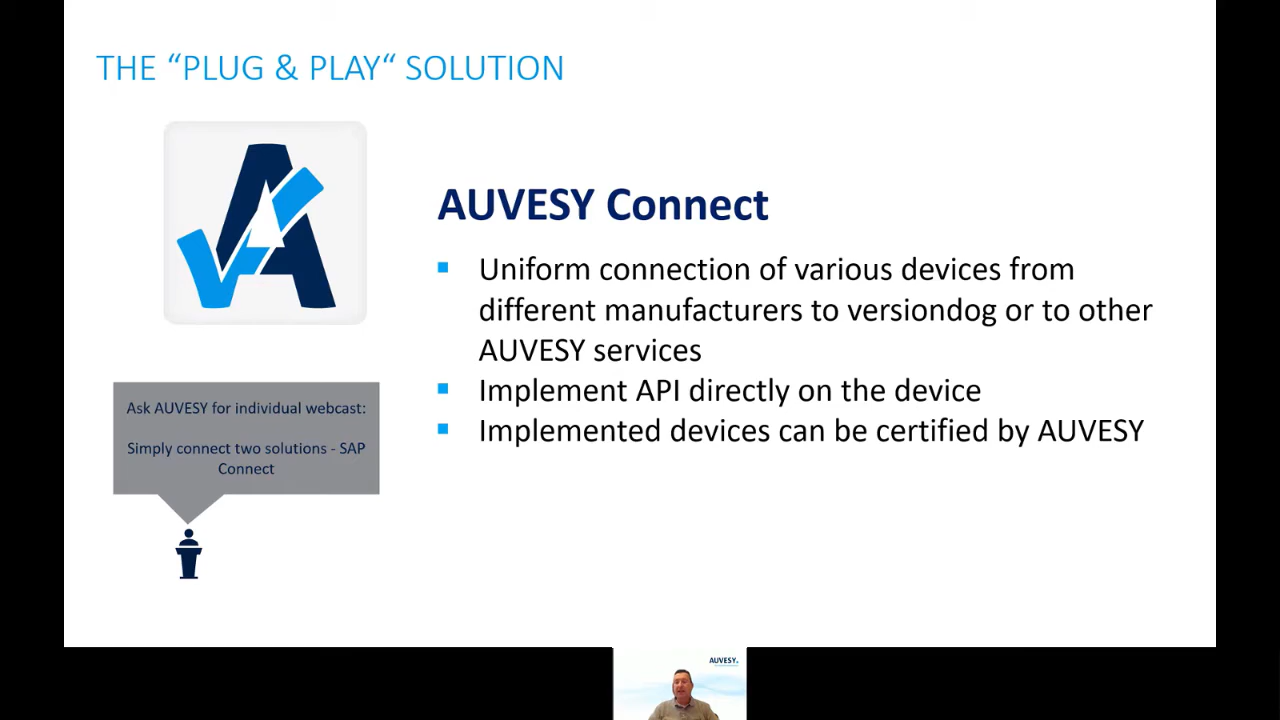 THE “PLUG & PLAY“ SOLUTION
AUVESY Connect
Uniform connection of various devices from
different manufacturers to versiondog or to other
AUVESY services
Implement API directly on the device
Implemented devices can be certified by AUVESY
Ask AUVESY for individual webcast:
Simply connect two solutions - SAP
Connect
AUVESY